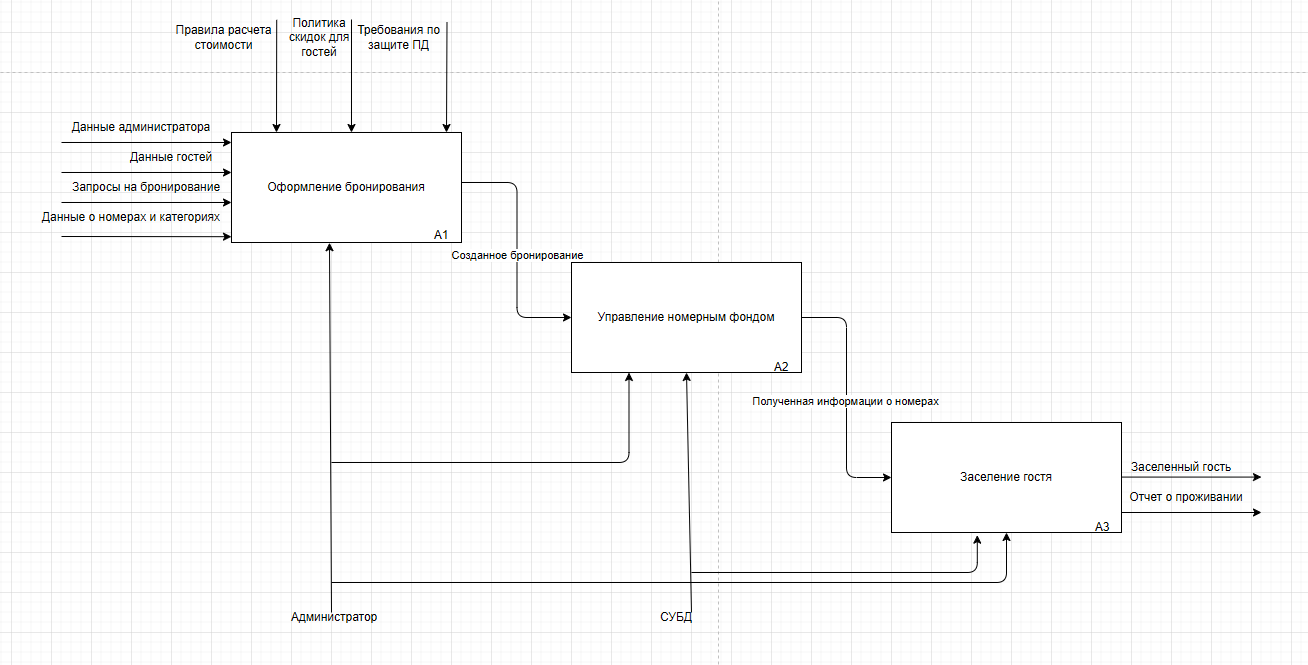 Правила расчета
стоимости
Политика
скидок для
гостей
Требования по
защите ПД
Данные администратора
Данные гостей
Запросы на бронирование
Данные о номерах и категориях
Оформление бронирования
A1
Созданное бронирование
Управление номерным фондом
A2
Полученная информации о номерах
Заселение гостя
A3
Заселенный гость
Отчет о проживании
Администратор
СУБД